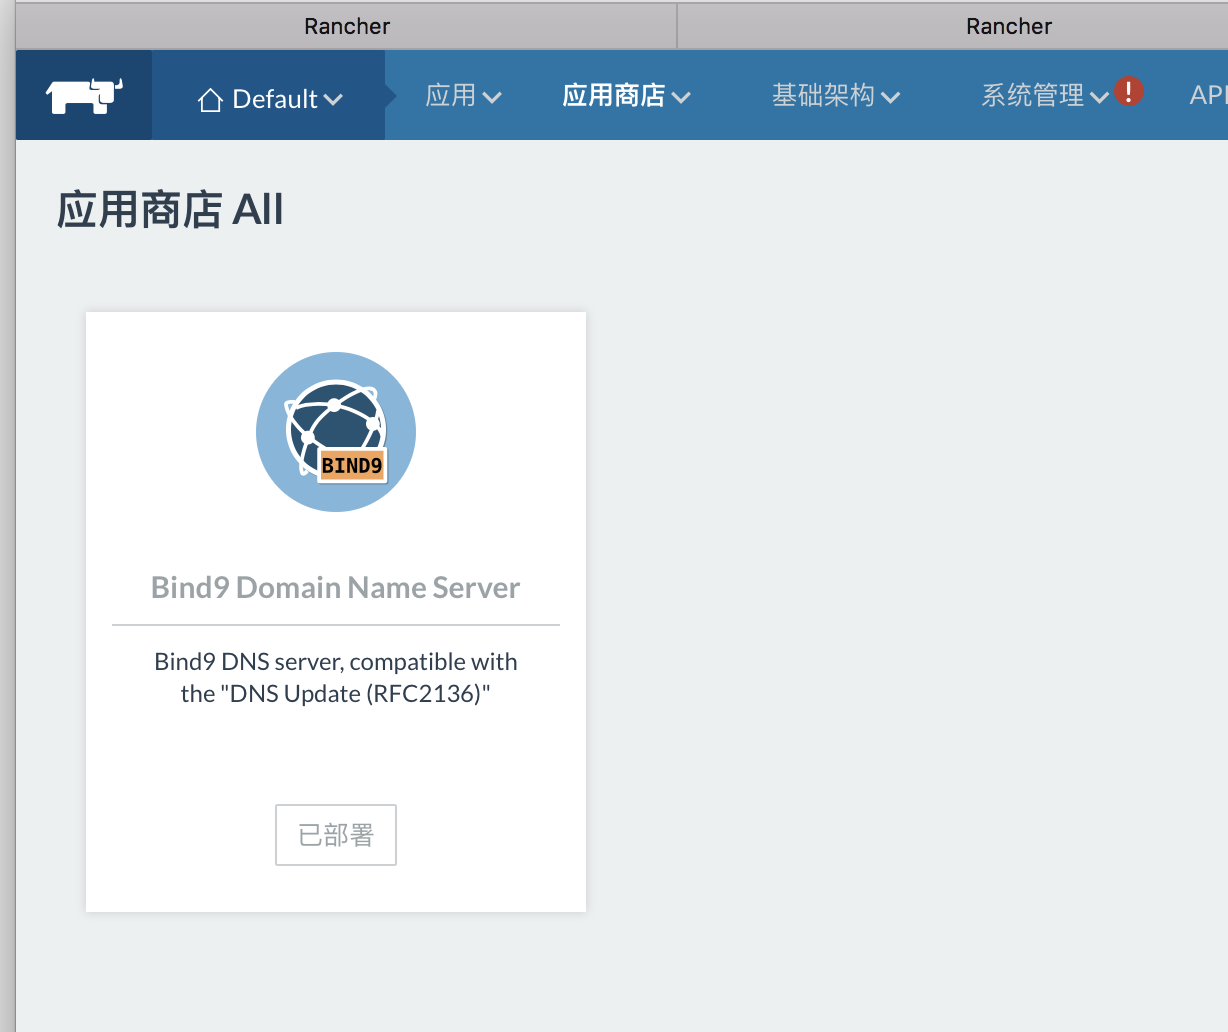 Rancher
Rancher
Default
应用
应用商店
基础架构
系统管理
!
API
应用商店 All
BIND9
Bind9 Domain Name Server
Bind9 DNS server, compatible with
the "DNS Update (RFC2136)"
已部署